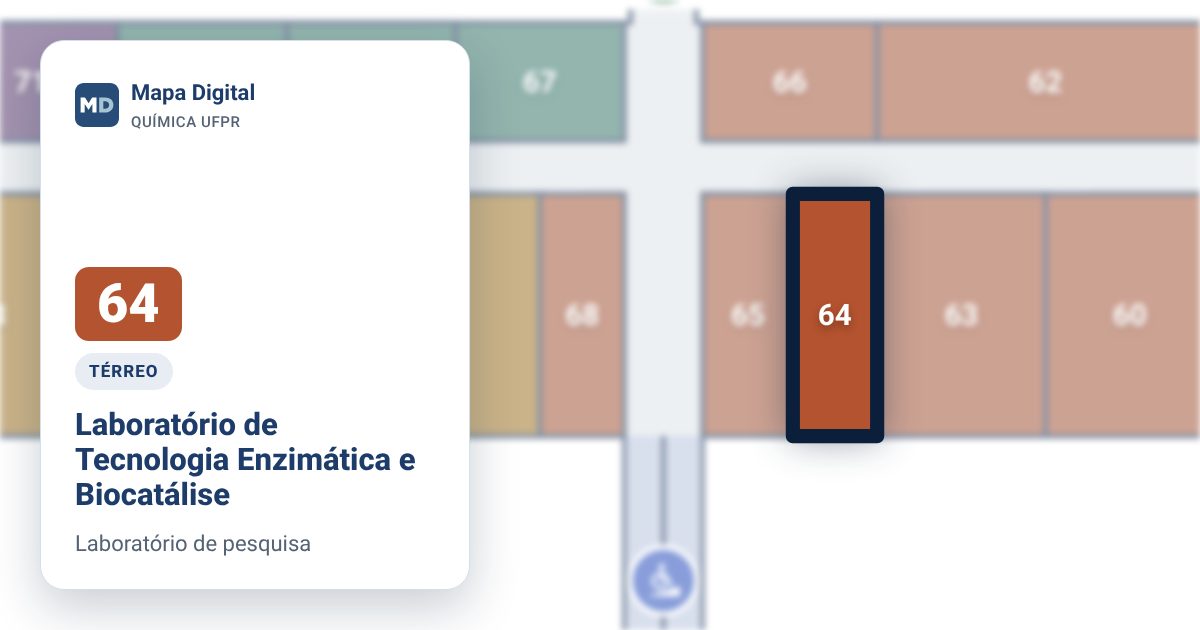 71
67
66
62
MD
Mapa Digital
QUÍMICA UFPR
64
TÉRREO
Laboratório de
Tecnologia Enzimática e
Biocatálise
Laboratório de pesquisa
68
65
64
63
60